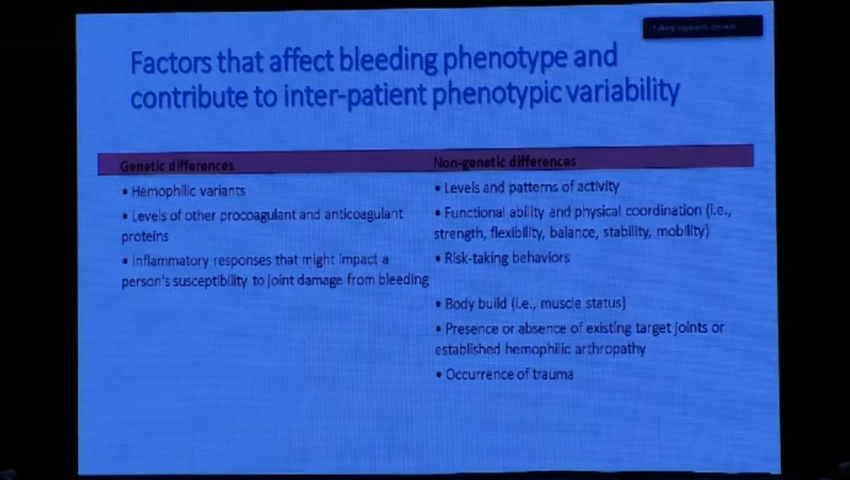 Factors that affect bleeding phenotype and
contribute to inter-patient phenotypic variability
Genetic differences
▪ Hemophilic variants
▪ Levels of other procoagulant and anticoagulant
proteins
▪ Inflammatory responses that might impact a
person's susceptibility to joint damage from bleeding
Non-genetic differences
▪ Levels and patterns of activity
▪ Functional ability and physical coordination (i.e.,
strength, flexibility, balance, stability, mobility)
▪ Risk-taking behaviors
▪ Body build (i.e., muscle status)
▪ Presence or absence of existing target joints or
established hemophilic arthropathy
▪ Occurrence of trauma